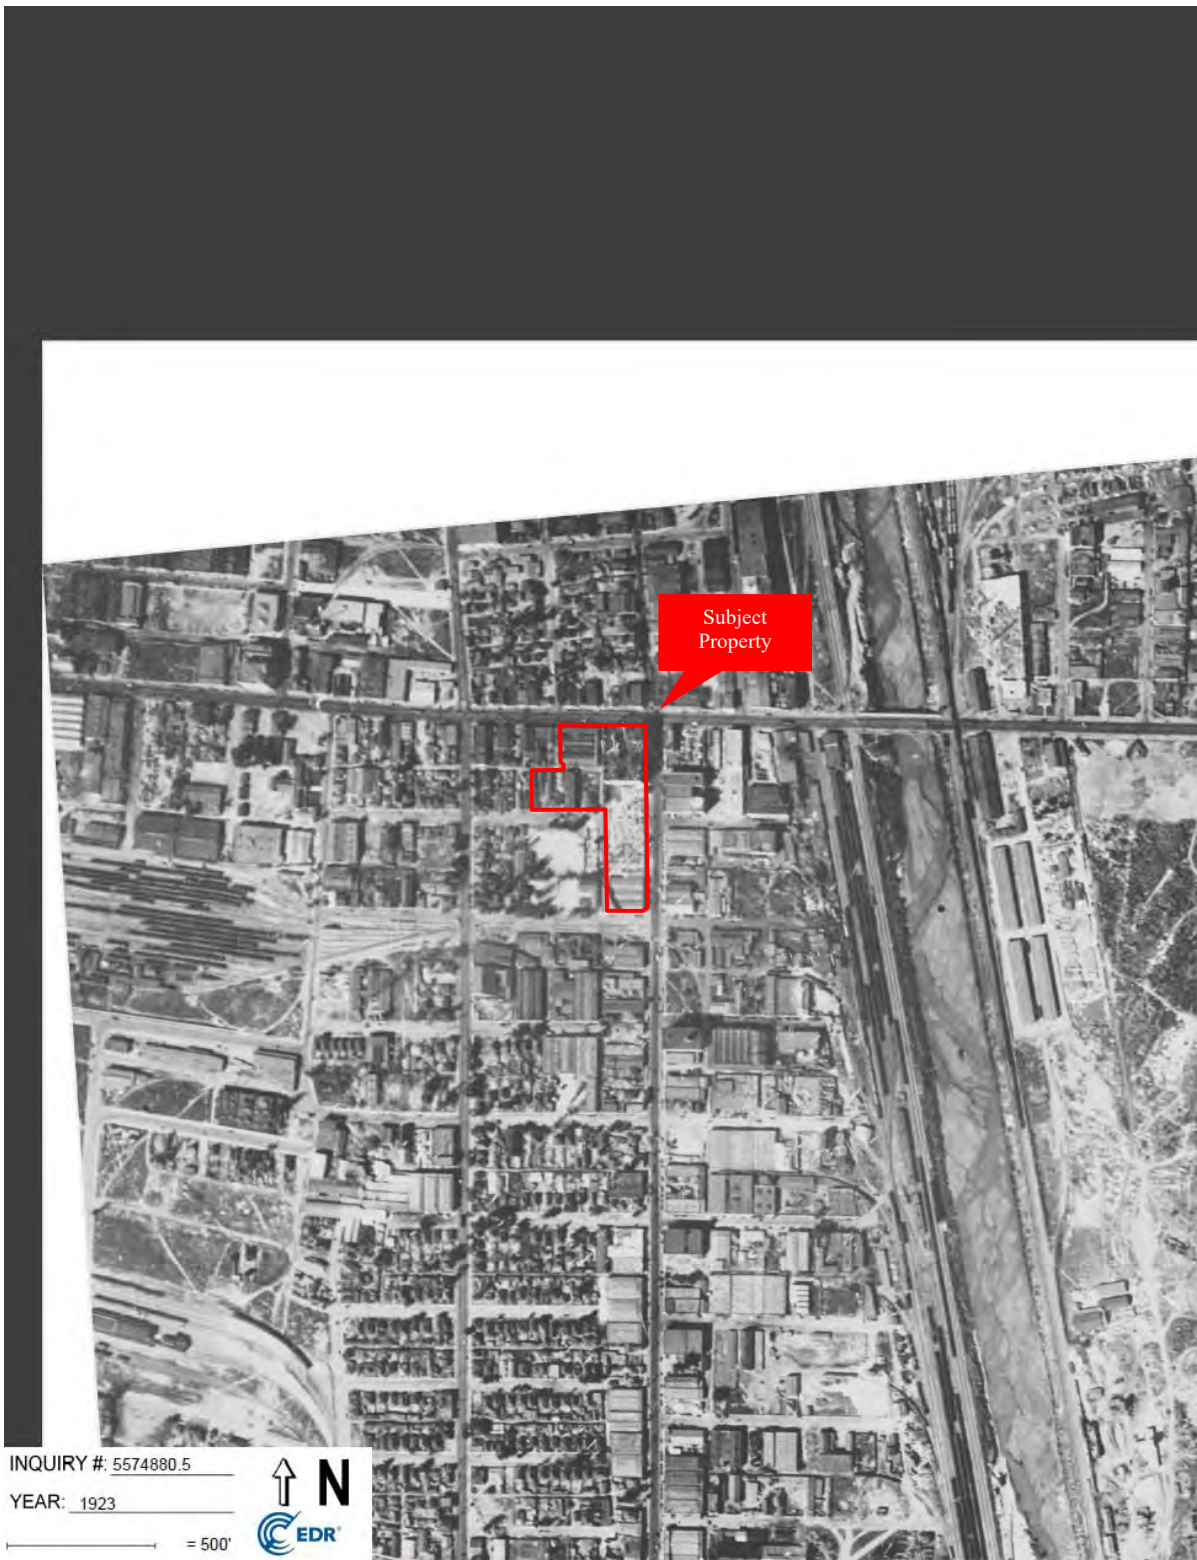 Subject
Property
INQUIRY #: 5574880.5
YEAR: 1923
= 500'
N
EDR®